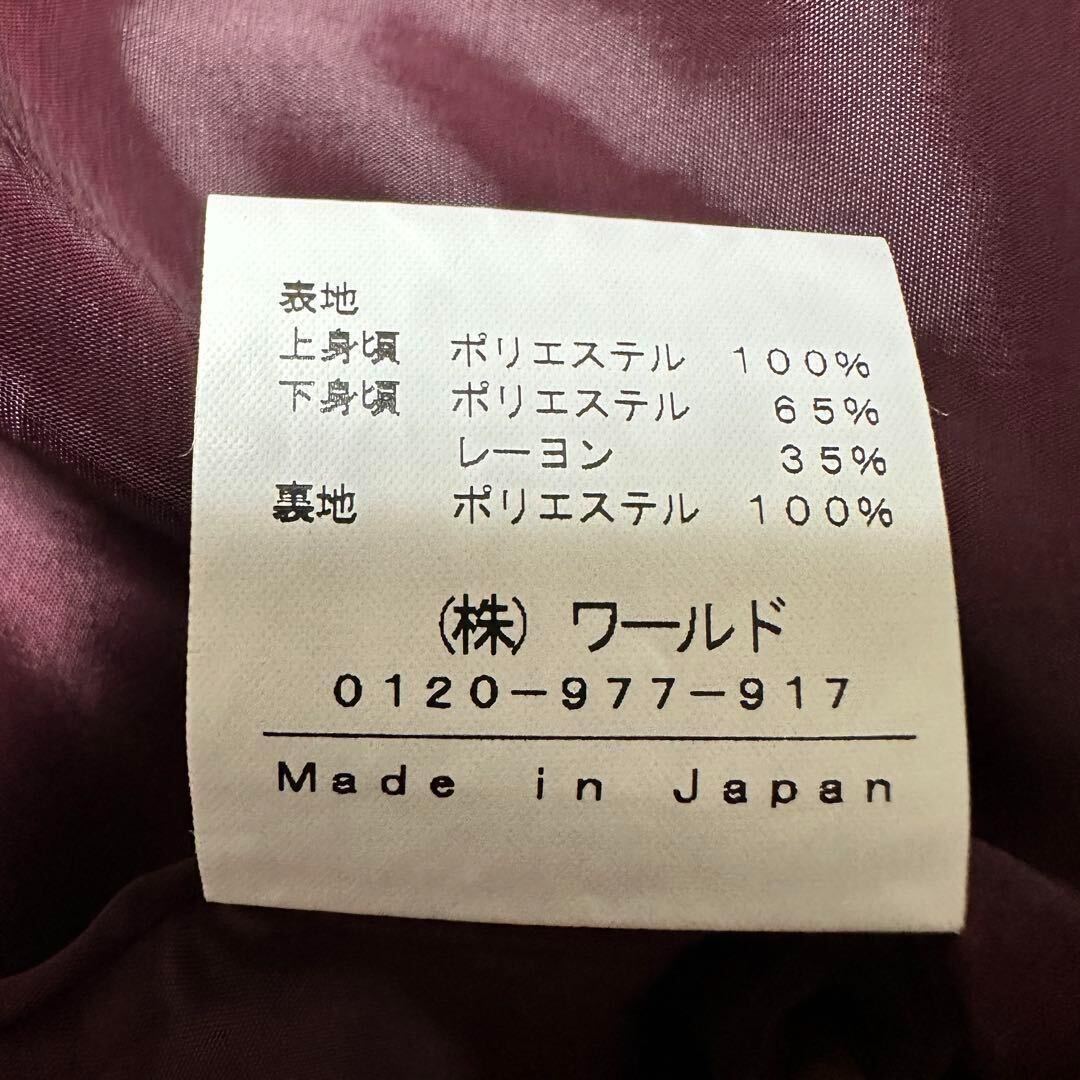 表地
上身頃 ポリエステル 100%
下身頃 ポリエステル 65%
レーヨン 35%
裏地 ポリエステル 100%
(株) ワールド
0120-977-917
Made in Japan